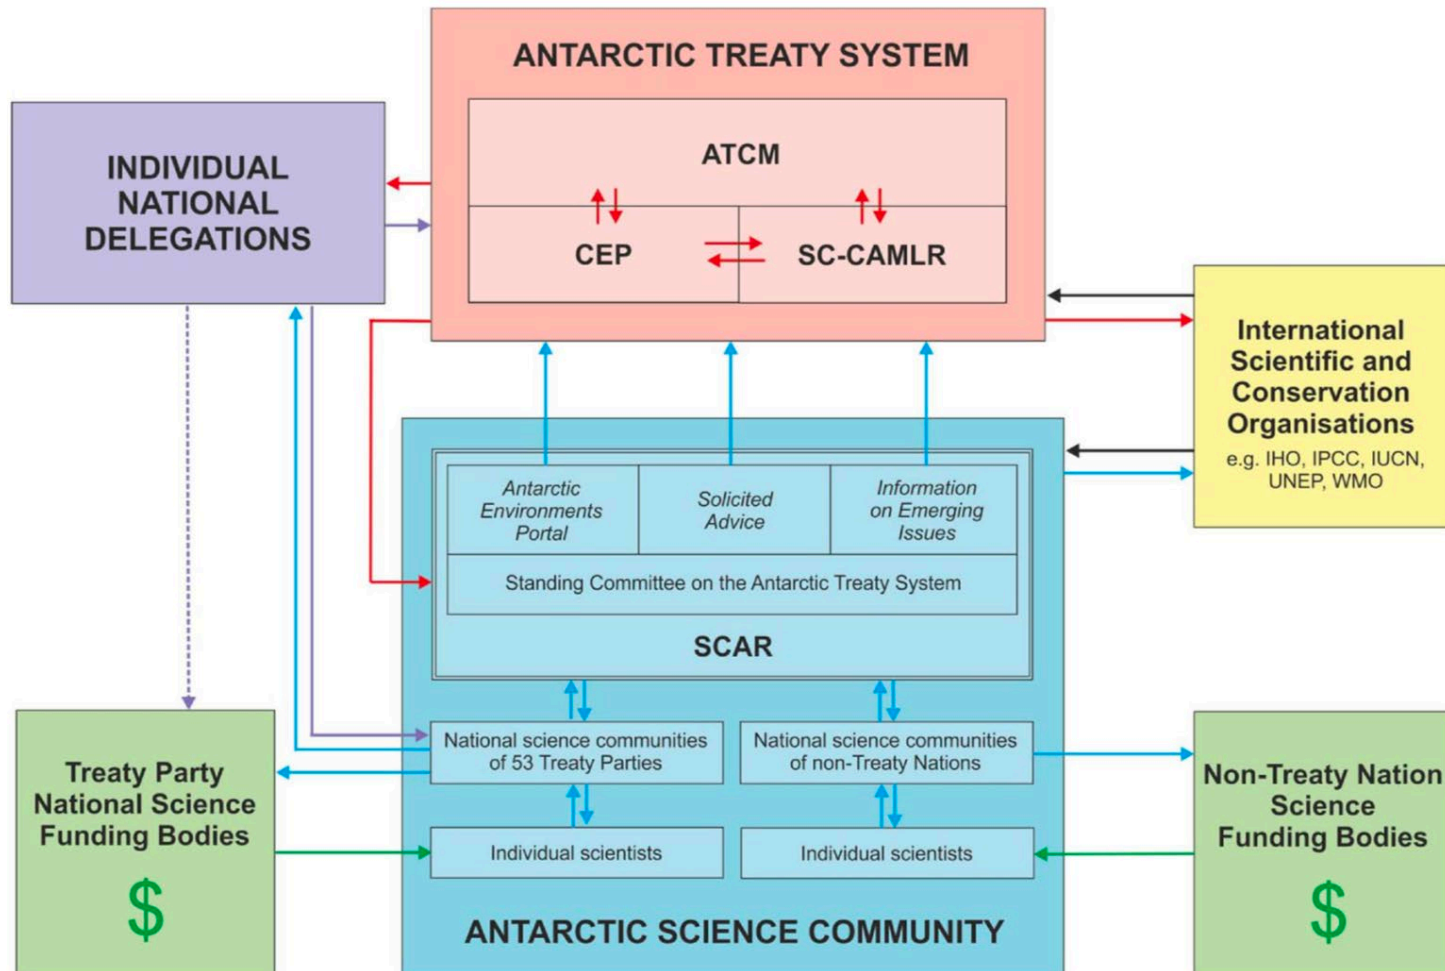 ANTARCTIC TREATY SYSTEM
ATCM
CEP
SC-CAMLR
INDIVIDUAL
NATIONAL
DELEGATIONS
International
Scientific and
Conservation
Organisations
e.g. IHO, IPCC, IUCN,
UNEP, WMO
Antarctic
Environments
Portal
Solicited
Advice
Information
on Emerging
Issues
Standing Committee on the Antarctic Treaty System
SCAR
National science communities
of 53 Treaty Parties
National science communities
of non-Treaty Nations
Individual scientists
Individual scientists
ANTARCTIC SCIENCE COMMUNITY
Treaty Party
National Science
Funding Bodies
$
Non-Treaty Nation
Science
Funding Bodies
$